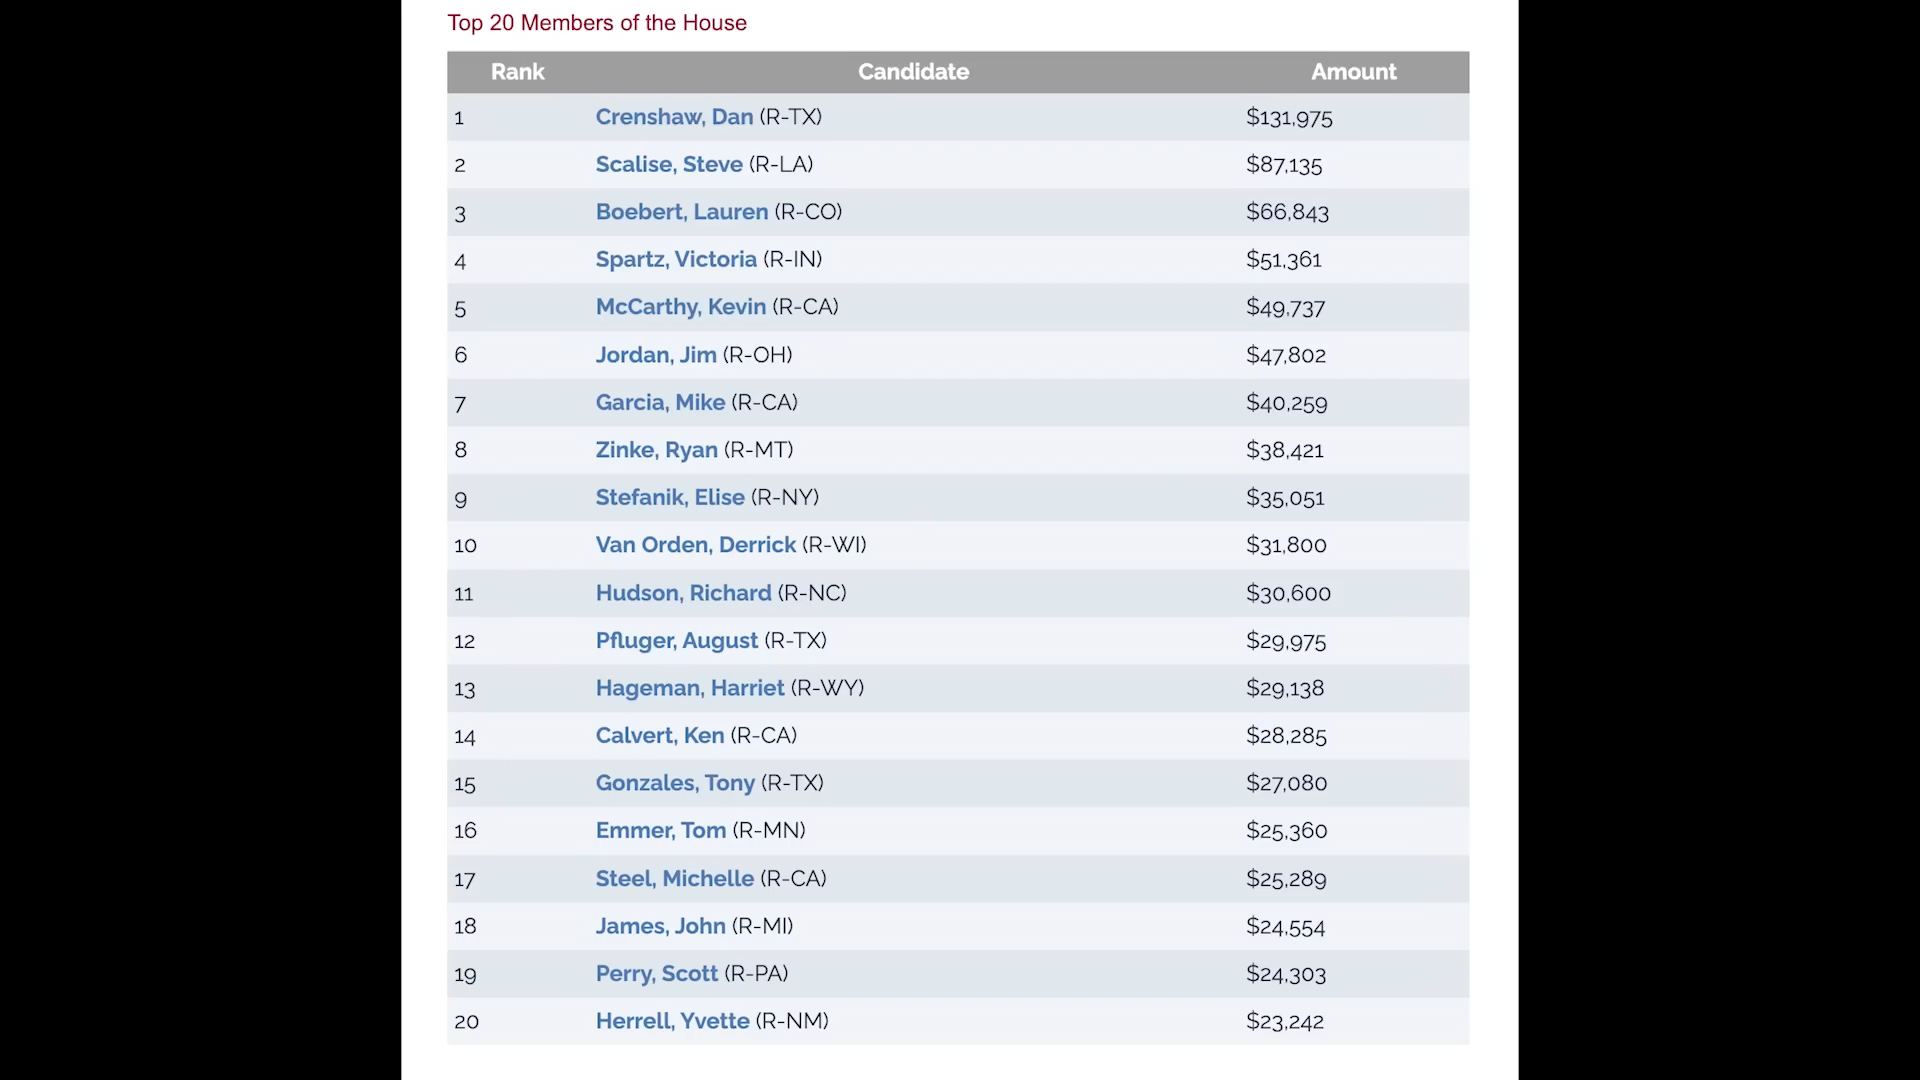 Top 20 Members of the House
Rank Candidate Amount
1 Crenshaw, Dan (R-TX) $131,975
2 Scalise, Steve (R-LA) $87,135
3 Boebert, Lauren (R-CO) $66,843
4 Spartz, Victoria (R-IN) $51,361
5 McCarthy, Kevin (R-CA) $49,737
6 Jordan, Jim (R-OH) $47,802
7 Garcia, Mike (R-CA) $40,259
8 Zinke, Ryan (R-MT) $38,421
9 Stefanik, Elise (R-NY) $35,051
10 Van Orden, Derrick (R-WI) $31,800
11 Hudson, Richard (R-NC) $30,600
12 Pfluger, August (R-TX) $29,975
13 Hageman, Harriet (R-WY) $29,138
14 Calvert, Ken (R-CA) $28,285
15 Gonzales, Tony (R-TX) $27,080
16 Emmer, Tom (R-MN) $25,360
17 Steel, Michelle (R-CA) $25,289
18 James, John (R-MI) $24,554
19 Perry, Scott (R-PA) $24,303
20 Herrell, Yvette (R-NM) $23,242